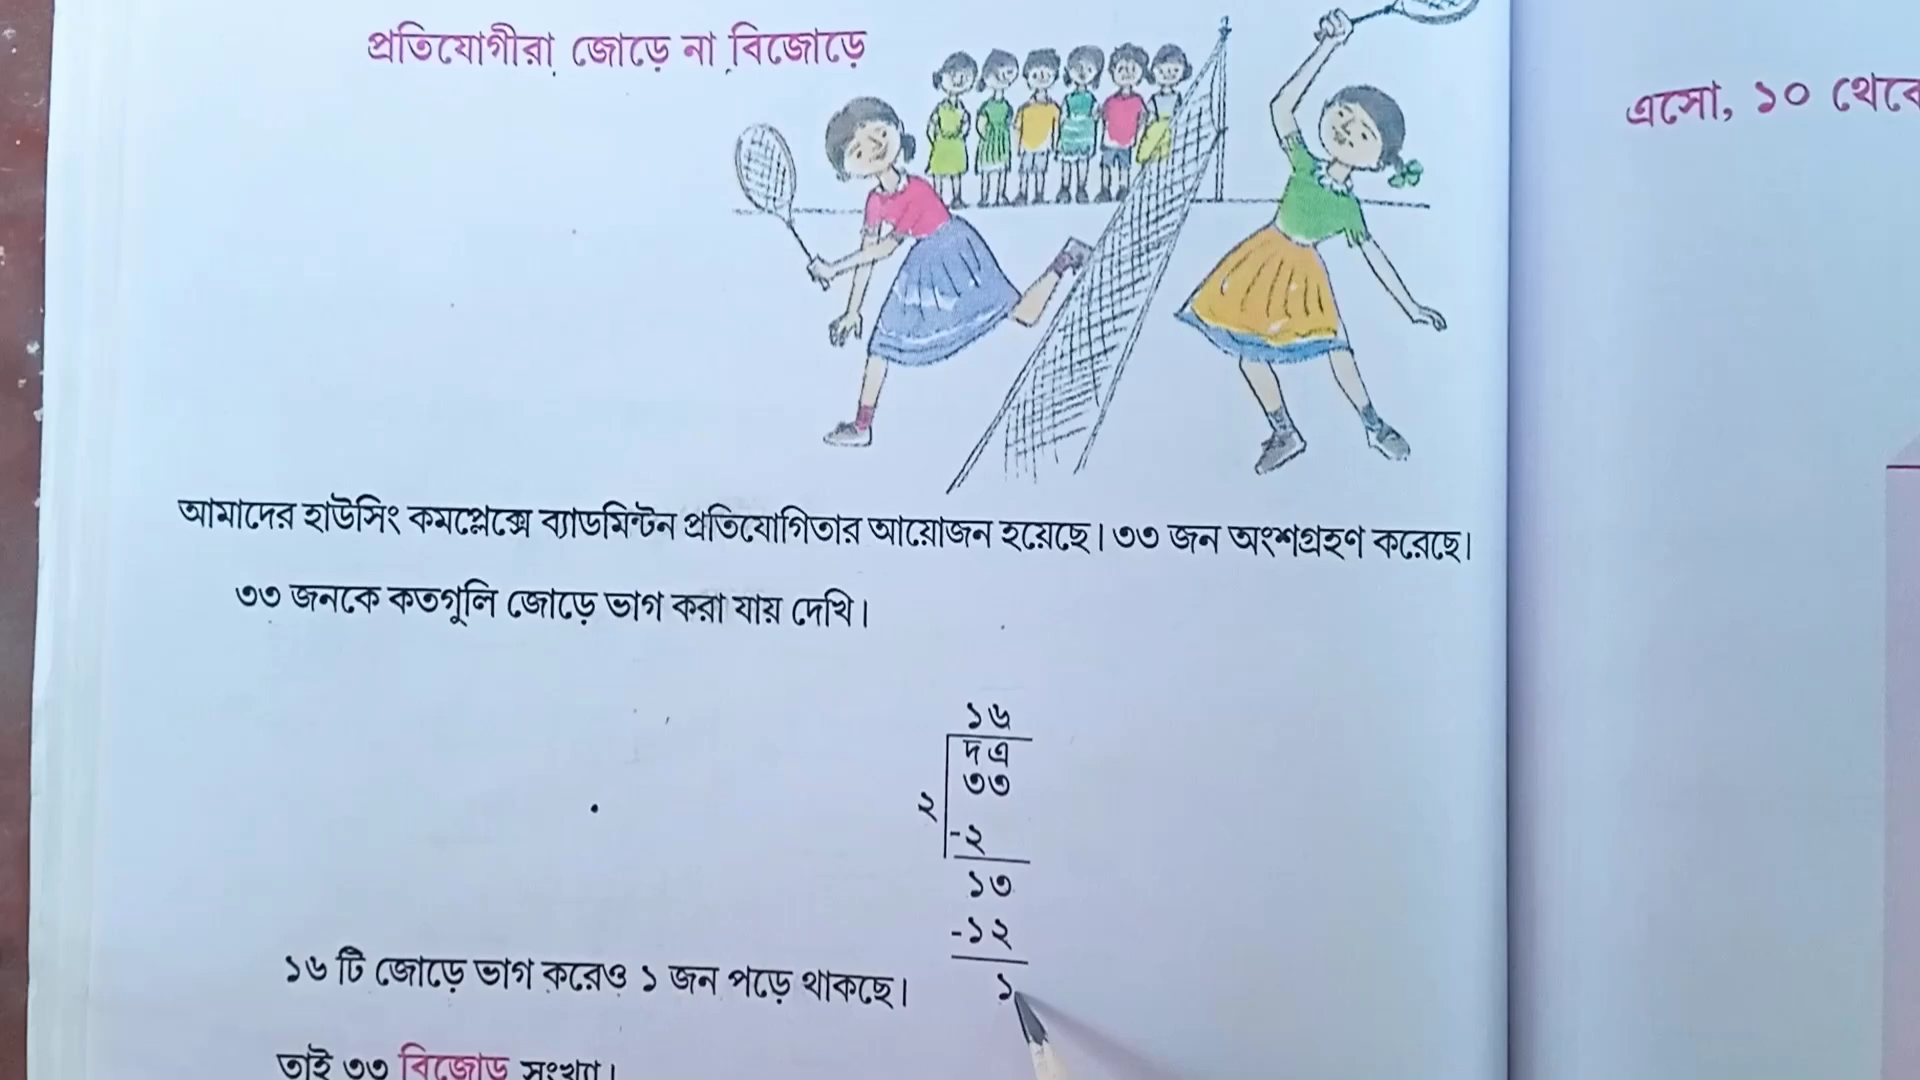 প্রতিযোগীরা জোড়ে না বিজোড়ে
আমাদের হাউসিং কমপ্লেক্সে ব্যাডমিন্টন প্রতিযোগিতার আয়োজন হয়েছে। ৩৩ জন অংশগ্রহণ করেছে।
৩৩ জনকে কতগুলি জোড়ে ভাগ করা যায় দেখি।
১৬
দ এ
৩৩
২
-২
১৩
-১২
১
১৬ টি জোড়ে ভাগ করেও ১ জন পড়ে থাকছে।
তাই ৩৩ বিজোড় সংখ্যা।
এসো, ১০ থেকে